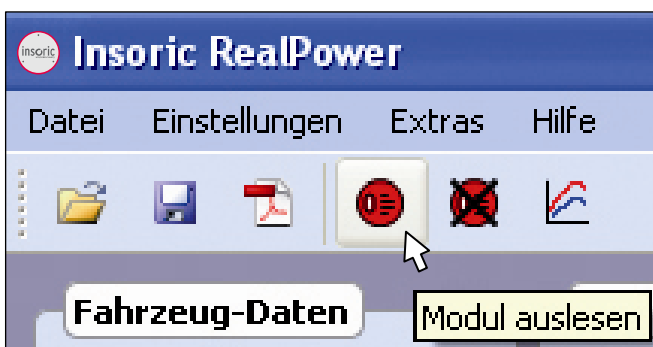 insoric Insoric RealPower
Datei Einstellungen Extras Hilfe
Fahrzeug-Daten
Modul auslesen